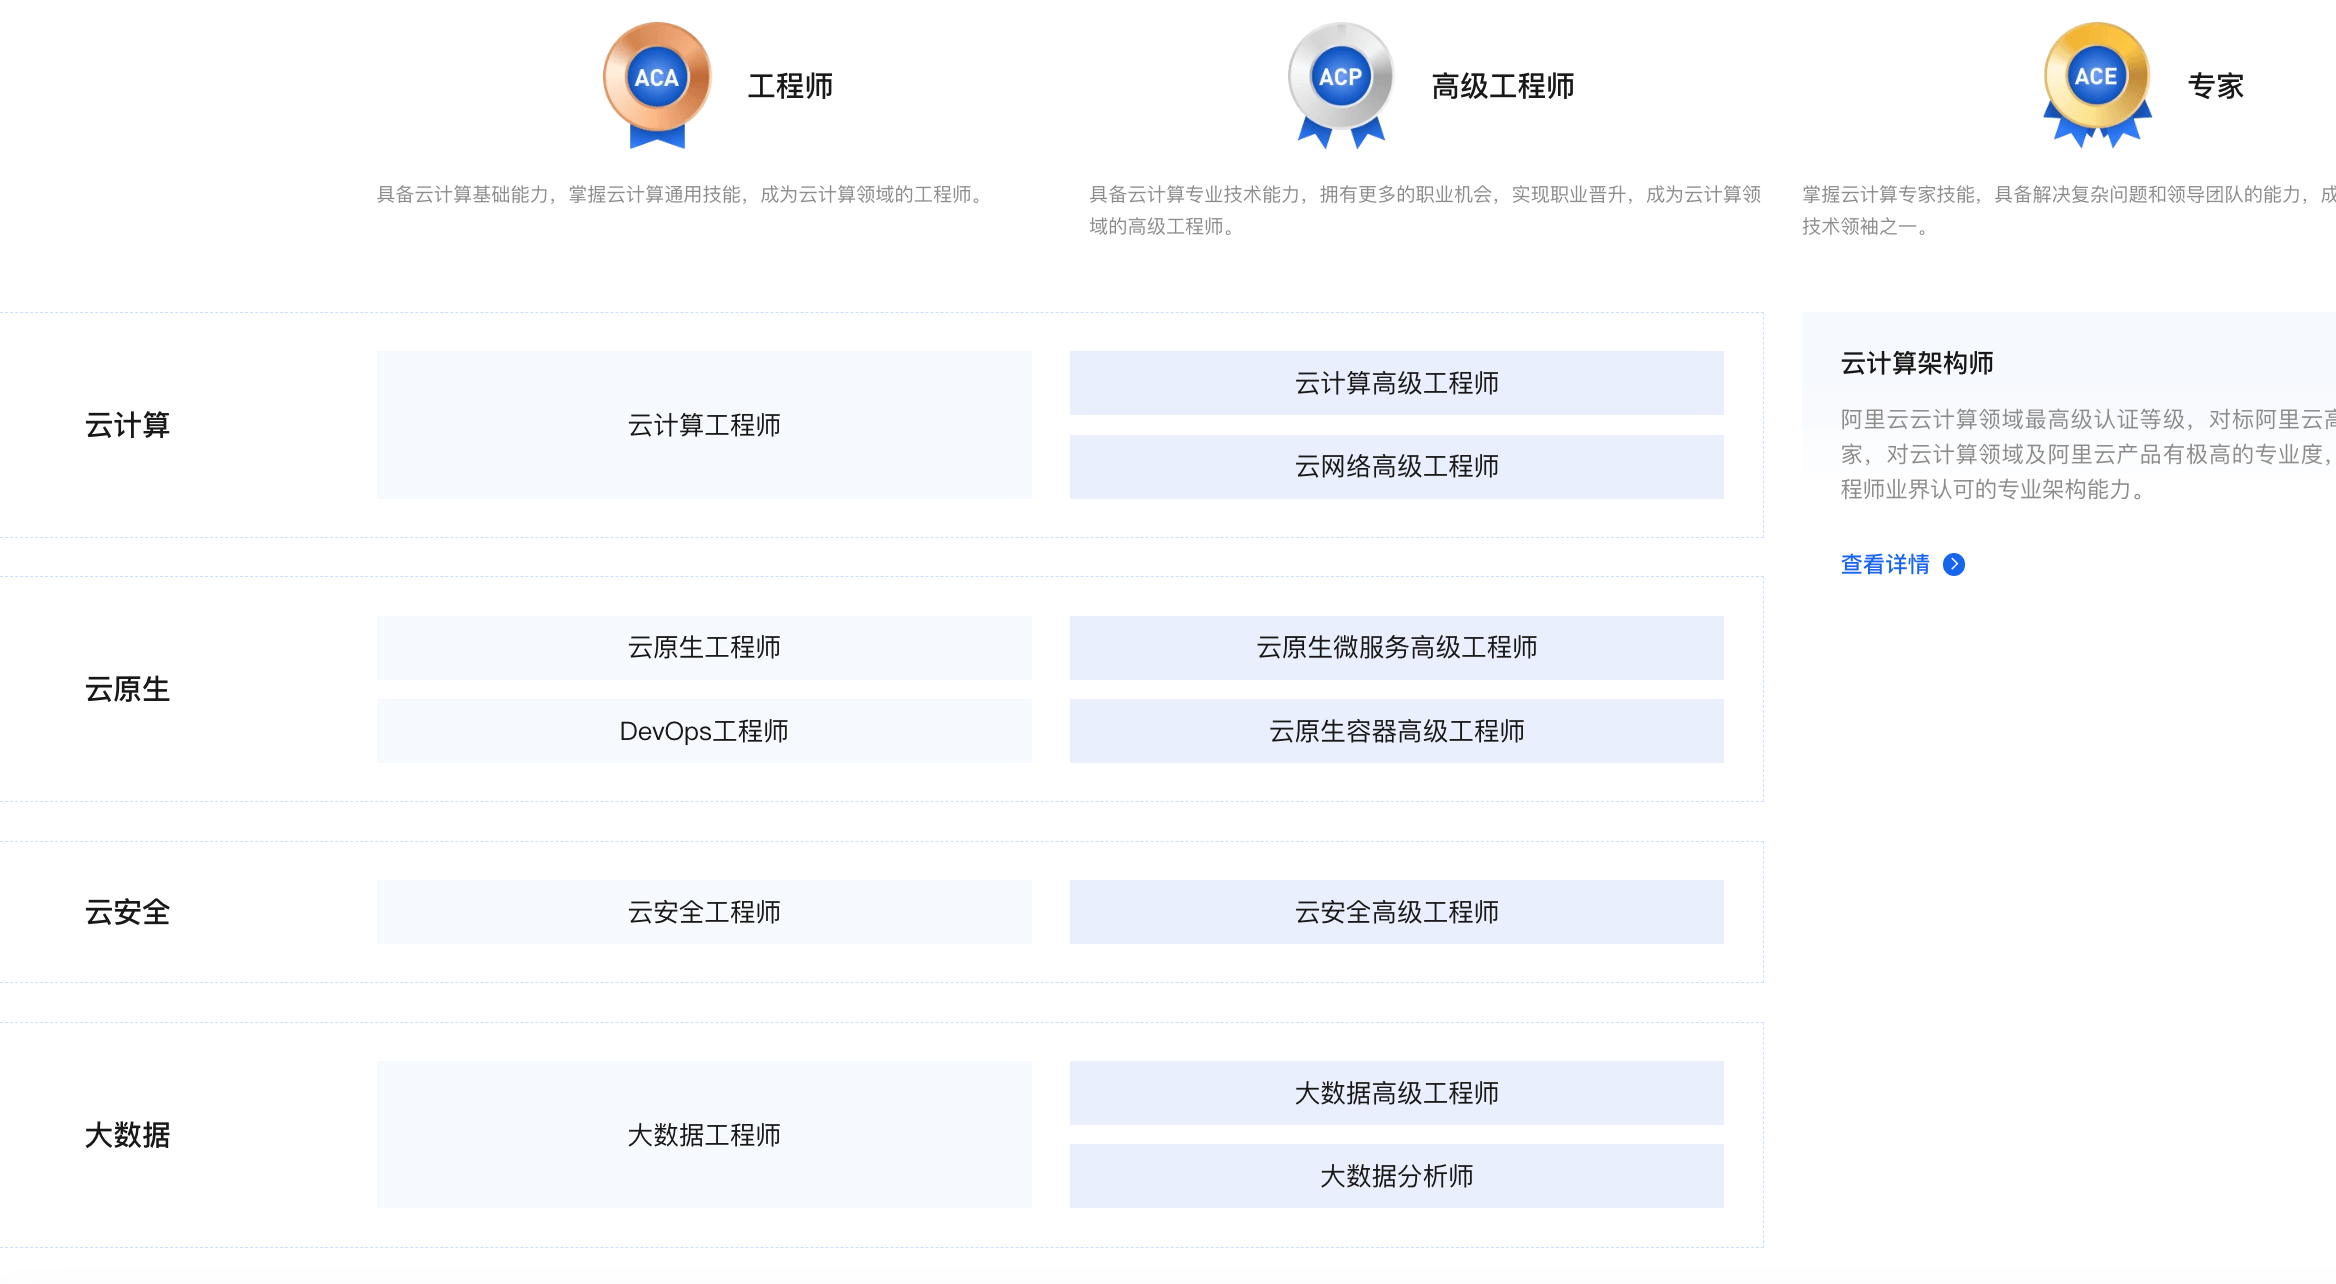 ACA
工程师
ACP
高级工程师
ACE
专家
具备云计算基础能力，掌握云计算通用技能，成为云计算领域的工程师。
具备云计算专业技术能力，拥有更多的职业机会，实现职业晋升，成为云计算领
域的高级工程师。
掌握云计算专家技能，具备解决复杂问题和领导团队的能力，成
技术领袖之一。
云计算
云计算工程师
云计算高级工程师
云网络高级工程师
云计算架构师
阿里云云计算领域最高级认证等级，对标阿里云高
家，对云计算领域及阿里云产品有极高的专业度，
程师业界认可的专业架构能力。
查看详情
云原生
云原生工程师
云原生微服务高级工程师
DevOps工程师
云原生容器高级工程师
云安全
云安全工程师
云安全高级工程师
大数据
大数据工程师
大数据高级工程师
大数据分析师